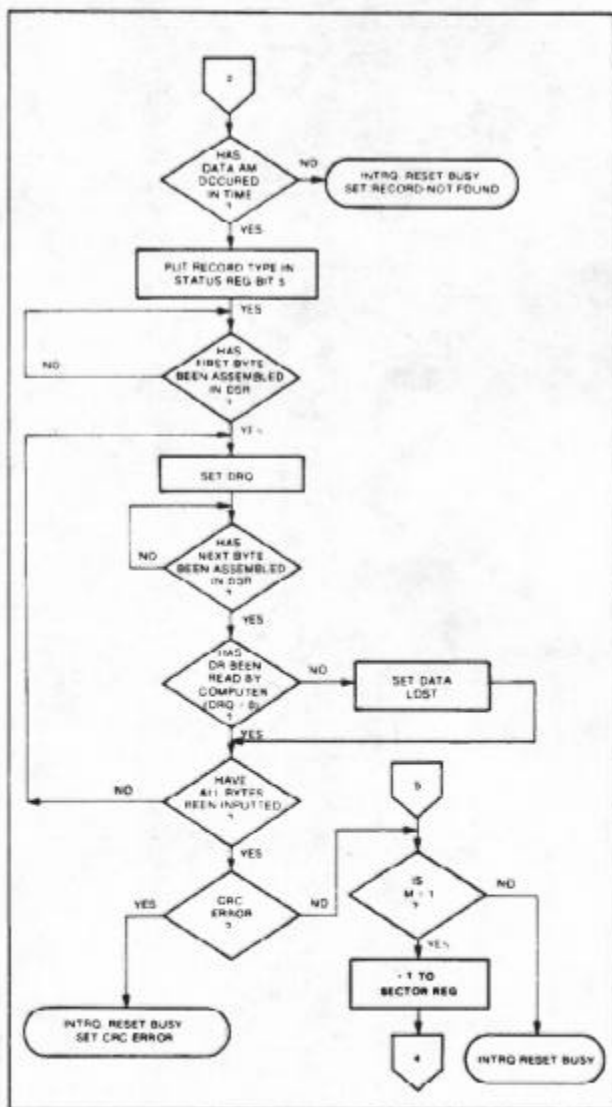 2
HAS
DATA AM
OCCURED
IN TIME
?
NO
INTRQ. RESET BUSY
SET RECORD-NOT FOUND
YES
PUT RECORD TYPE IN
STATUS REG BIT 5
YES
HAS
FIRST BYTE
BEEN ASSEMBLED
IN DSR
?
NO
YES
SET DRQ
HAS
NEXT BYTE
BEEN ASSEMBLED
IN DSR
?
NO
YES
HAS
DR BEEN
READ BY
COMPUTER
(DRQ = 0)
?
NO
SET DATA
LOST
YES
HAVE
ALL BYTES
BEEN INPUTTED
?
NO
5
YES
CRC
ERROR
?
YES
NO
IS
M = 1
?
NO
YES
TO
SECTOR REG
INTRQ. RESET BUSY
SET CRC ERROR
4
INTRQ RESET BUSY